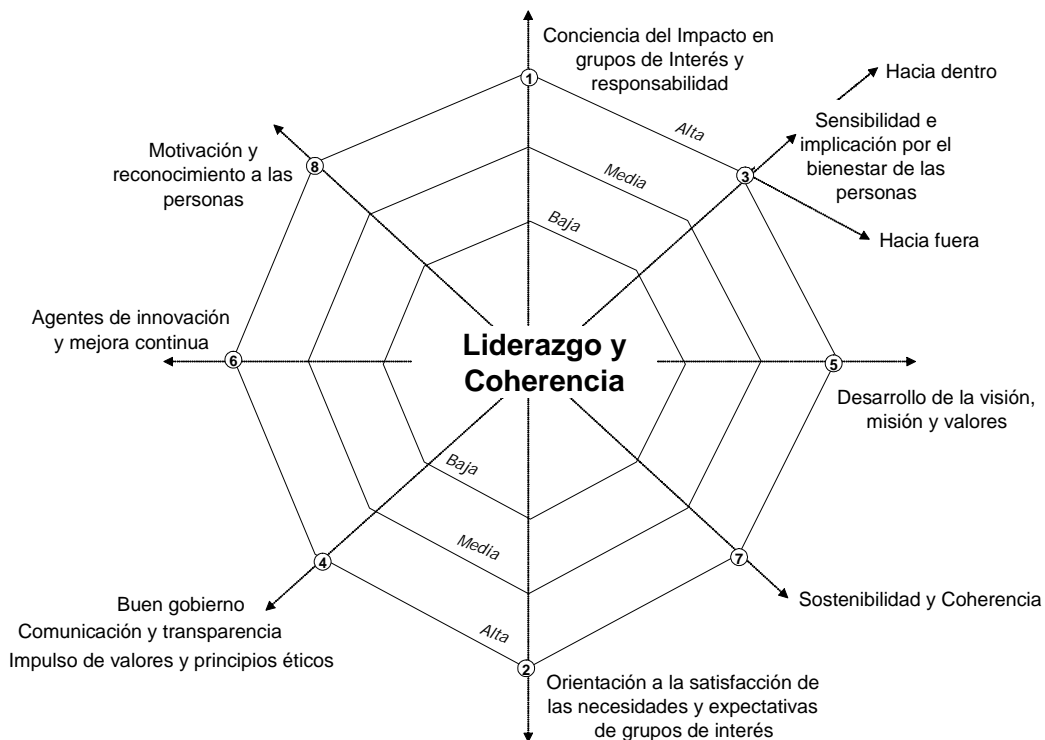 Conciencia del Impacto en
grupos de Interés y
responsabilidad
1
Hacia dentro
Alta
Sensibilidad e
implicación por el
bienestar de las
personas
3
Hacia fuera
Motivación y
reconocimiento a las
personas
8
Media
Baja
Agentes de innovación
y mejora continua
6
Liderazgo y
Coherencia
5
Desarrollo de la visión,
misión y valores
Baja
Media
Alta
4
Buen gobierno
Comunicación y transparencia
Impulso de valores y principios éticos
7
Sostenibilidad y Coherencia
2
Orientación a la satisfacción de
las necesidades y expectativas
de grupos de interés